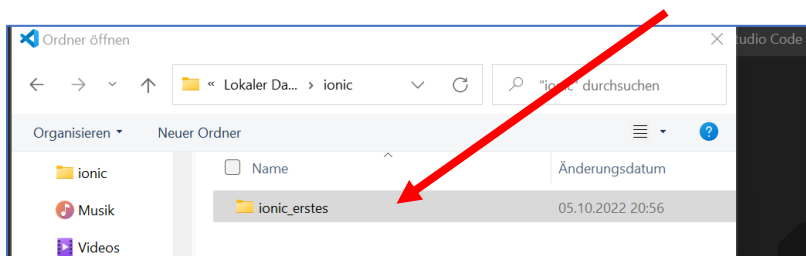 Ordner öffnen
tudio Code
« Lokaler Da... › ionic
"ionic" durchsuchen
Organisieren
Neuer Ordner
?
ionic
Name
Änderungsdatum
Musik
ionic_erstes
05.10.2022 20:56
Videos